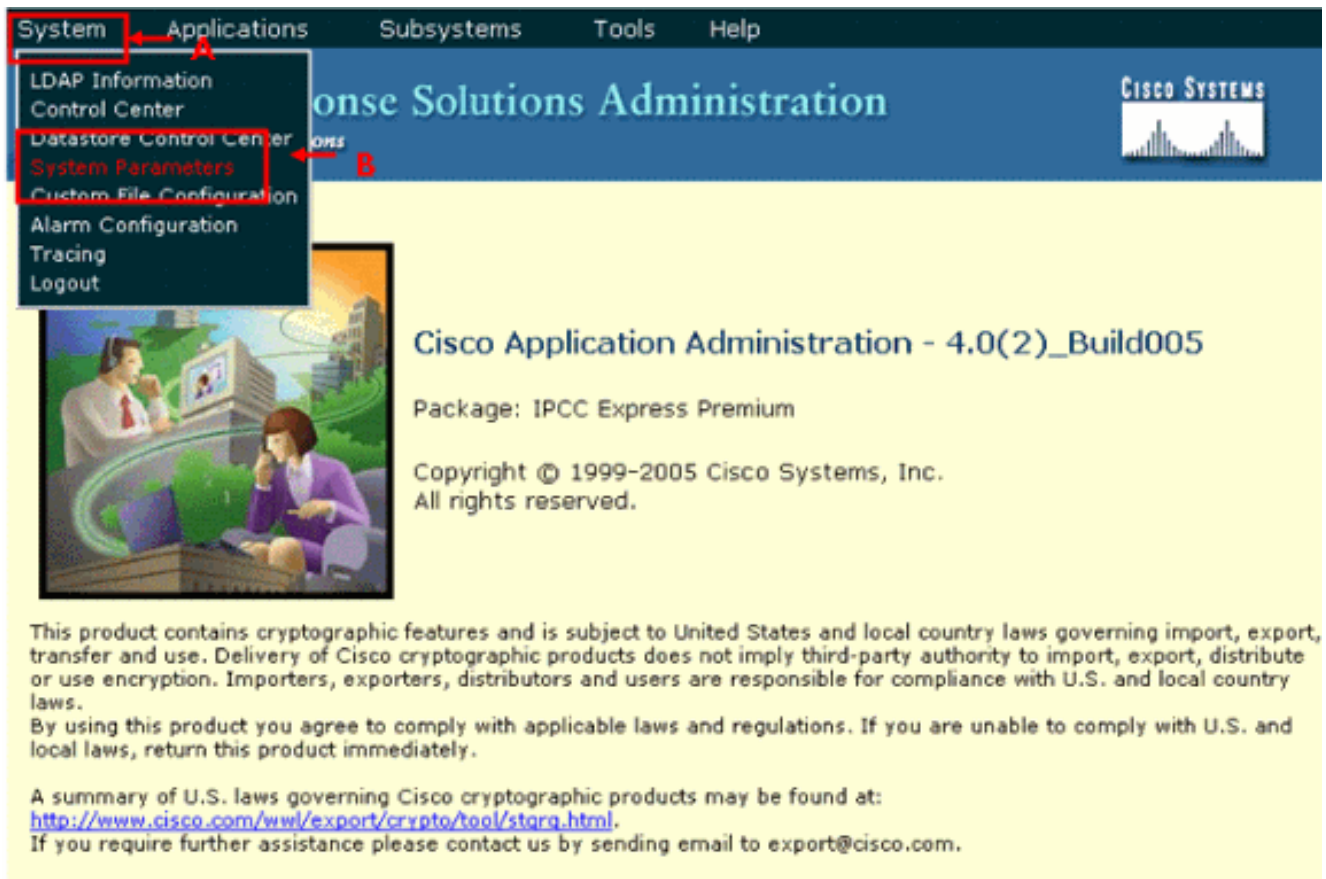 System Applications Subsystems Tools Help
A
LDAP Information
Control Center
Datastore Control Center
System Parameters
Custom File Configuration
Alarm Configuration
Tracing
Logout
B
onse Solutions Administration
ons
CISCO SYSTEMS
Cisco Application Administration - 4.0(2)_Build005
Package: IPCC Express Premium
Copyright © 1999-2005 Cisco Systems, Inc.
All rights reserved.
This product contains cryptographic features and is subject to United States and local country laws governing import, export,
transfer and use. Delivery of Cisco cryptographic products does not imply third-party authority to import, export, distribute
or use encryption. Importers, exporters, distributors and users are responsible for compliance with U.S. and local country
laws.
By using this product you agree to comply with applicable laws and regulations. If you are unable to comply with U.S. and
local laws, return this product immediately.
A summary of U.S. laws governing Cisco cryptographic products may be found at:
http://www.cisco.com/wwl/export/crypto/tool/stqrg.html.
If you require further assistance please contact us by sending email to export@cisco.com.